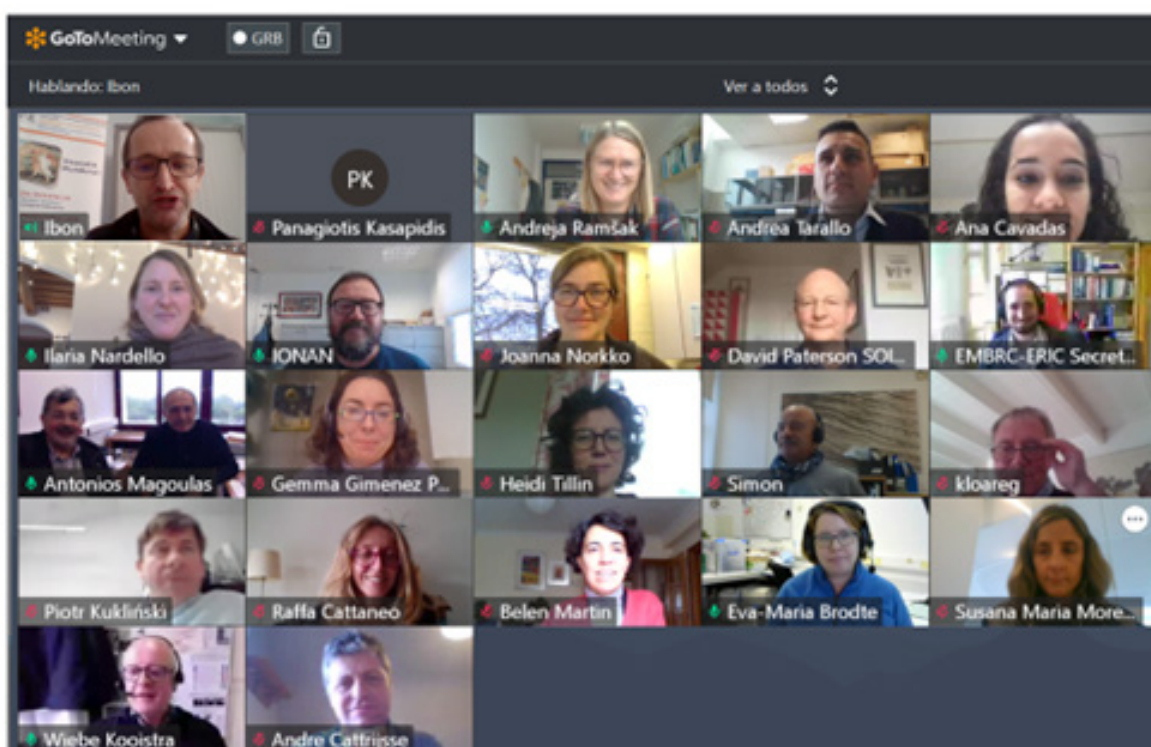 GoToMeeting
GRB
Hablando: Ibon
Ver a todos
Ibon
PK
Panagiotis Kasapidis
Andreja Ramšak
Andrea Tarallo
Ana Cavadas
Ilaria Nardello
IONAN
Joanna Norkko
David Paterson SOI...
EMBRC-ERIC Secret...
Antonios Magoulas
Gemma Gimenez P...
Heidi Tillin
Simon
kloareg
Piotr Kukliński
Raffa Cattaneo
Belen Martin
Eva-Maria Brodte
Susana Maria More...
Wiebe Kooistra
Andre Cattrijsse